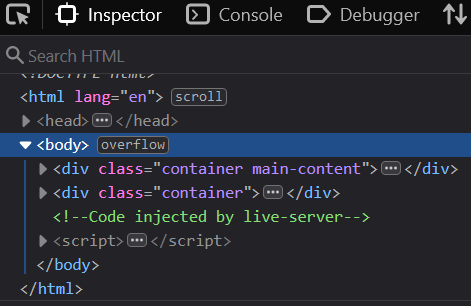 Inspector Console Debugger
Search HTML
<!DOCTYPE html>
<html lang="en"> scroll
<head> ••• </head>
<body> overflow
<div class="container main-content"> ••• </div>
<div class="container"> ••• </div>
<!--Code injected by live-server-->
<script> ••• </script>
</body>
</html>